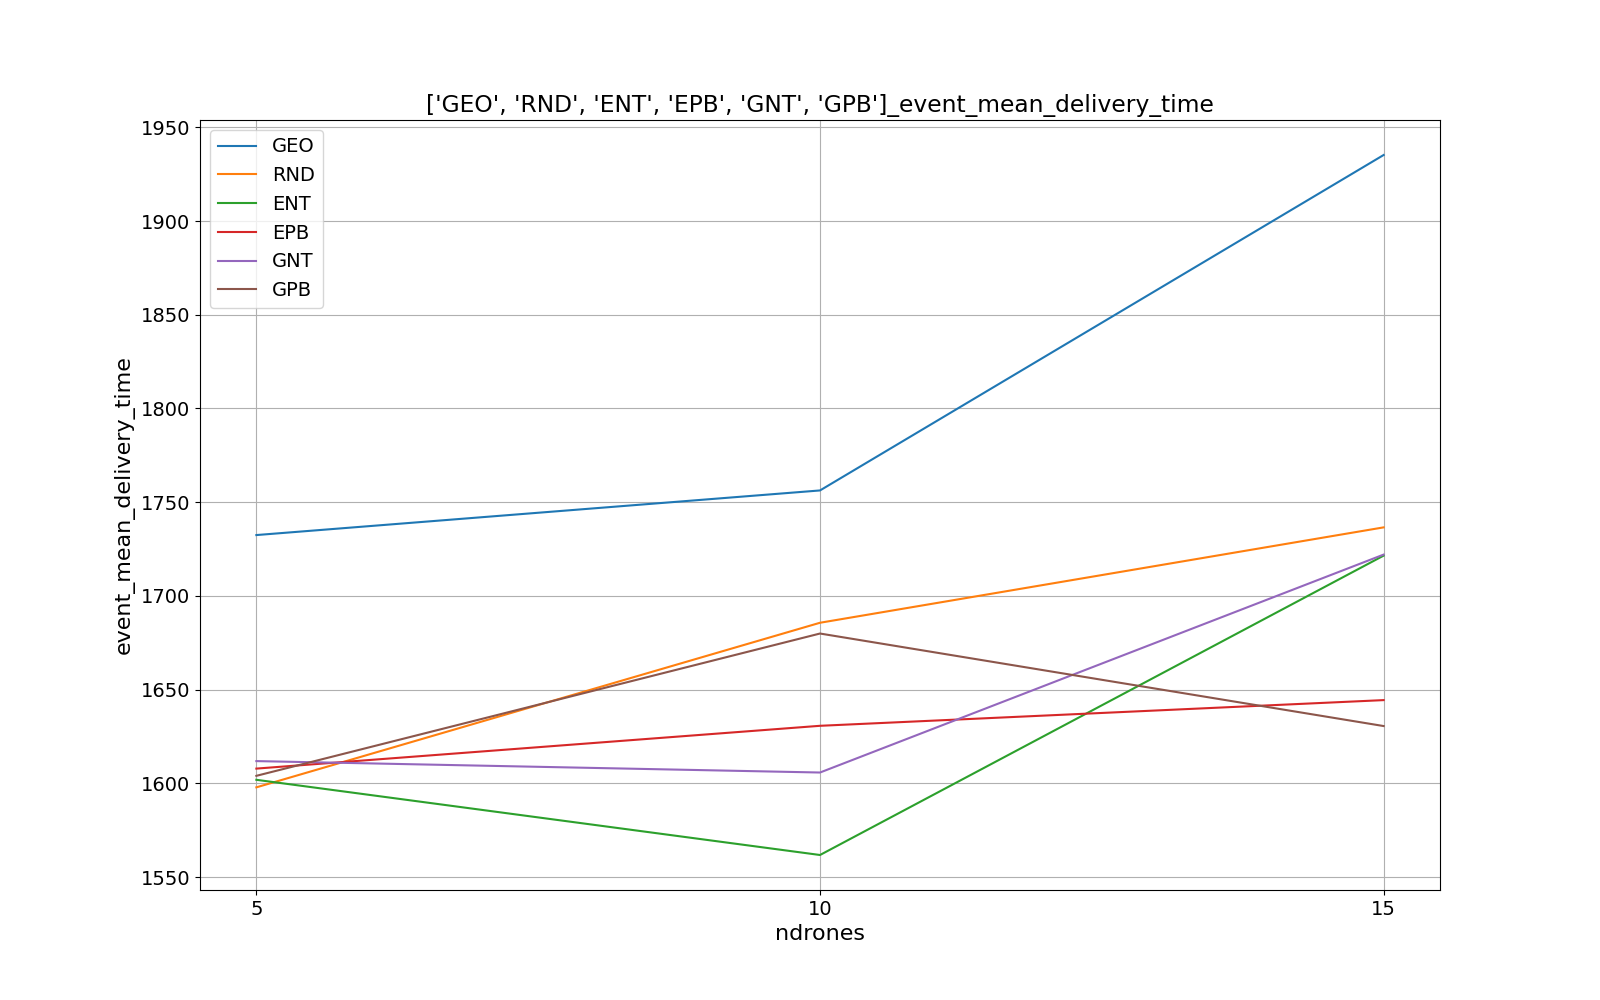 ['GEO', 'RND', 'ENT', 'EPB', 'GNT', 'GPB']_event_mean_delivery_time
event_mean_delivery_time
1950
1900
1850
1800
1750
1700
1650
1600
1550
GEO
RND
ENT
EPB
GNT
GPB
5
10
15
ndrones